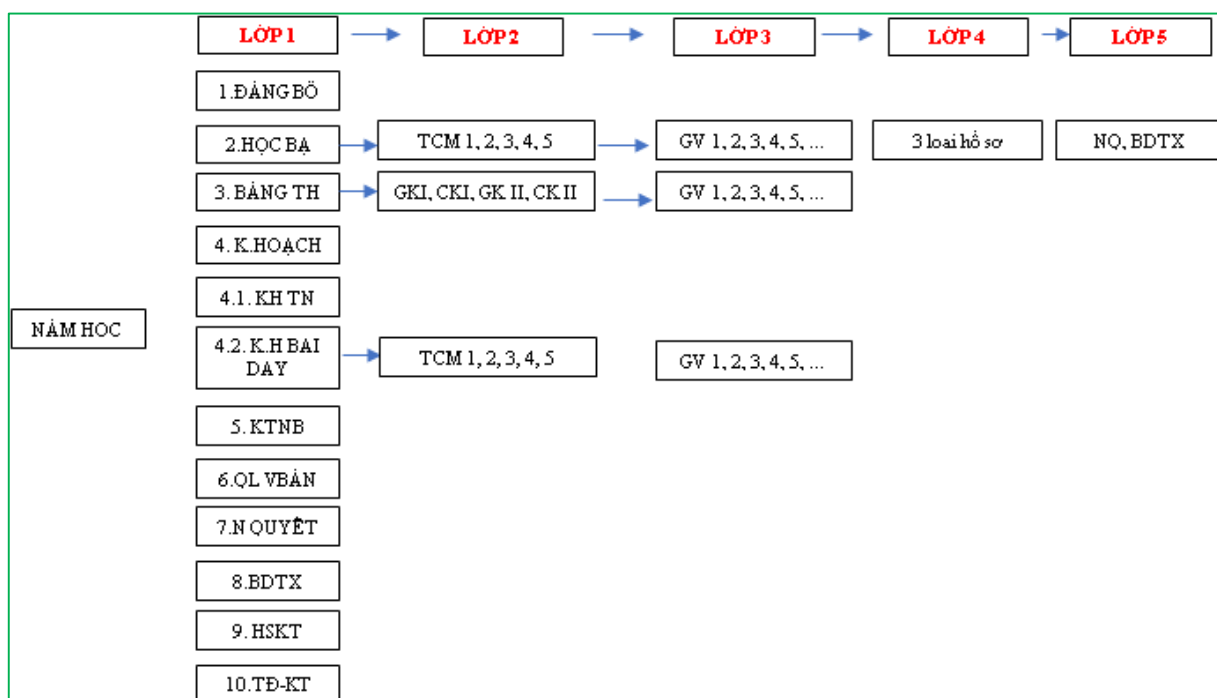 LỚP 1
LỚP 2
LỚP 3
LỚP 4
LỚP 5
1.ĐẢNG BỘ
2.HỌC BẠ
TCM 1, 2, 3, 4, 5
GV 1, 2, 3, 4, 5, ...
3 loại hồ sơ
NQ, BDTX
3. BẢNG TH
GKI, CKI, GK II, CK II
GV 1, 2, 3, 4, 5, ...
4. K.HOẠCH
4.1. KH TN
NĂM HỌC
4.2. K.H BAI
DAY
TCM 1, 2, 3, 4, 5
GV 1, 2, 3, 4, 5, ...
5. KTNB
6.QL VBẢN
7.N QUYẾT
8.BDTX
9. HSKT
10.TĐ-KT